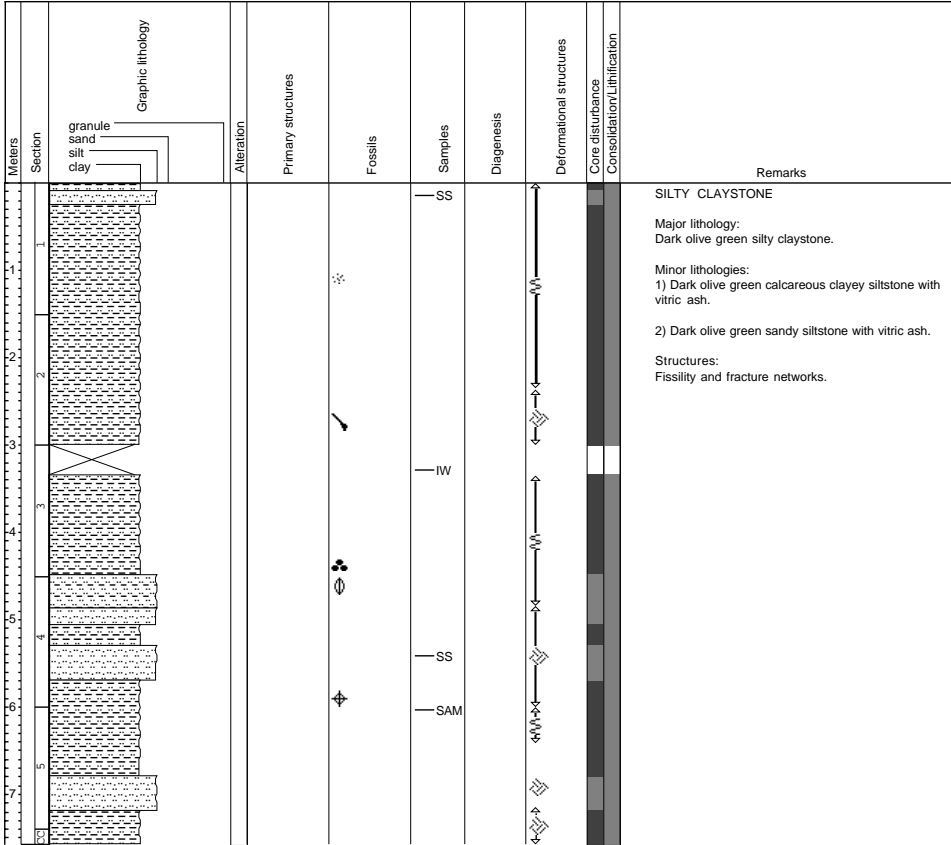 Meters
Section
Graphic lithology
granule
sand
silt
clay
Alteration
Primary structures
Fossils
Samples
Diagenesis
Deformational structures
Core disturbance
Consolidation/Lithification
Remarks
1
2
3
4
5
CC
1
2
3
4
5
6
7
SS
IW
SS
SAM
SILTY CLAYSTONE
Major lithology:
Dark olive green silty claystone.
Minor lithologies:
1) Dark olive green calcareous clayey siltstone with
vitric ash.
2) Dark olive green sandy siltstone with vitric ash.
Structures:
Fissility and fracture networks.